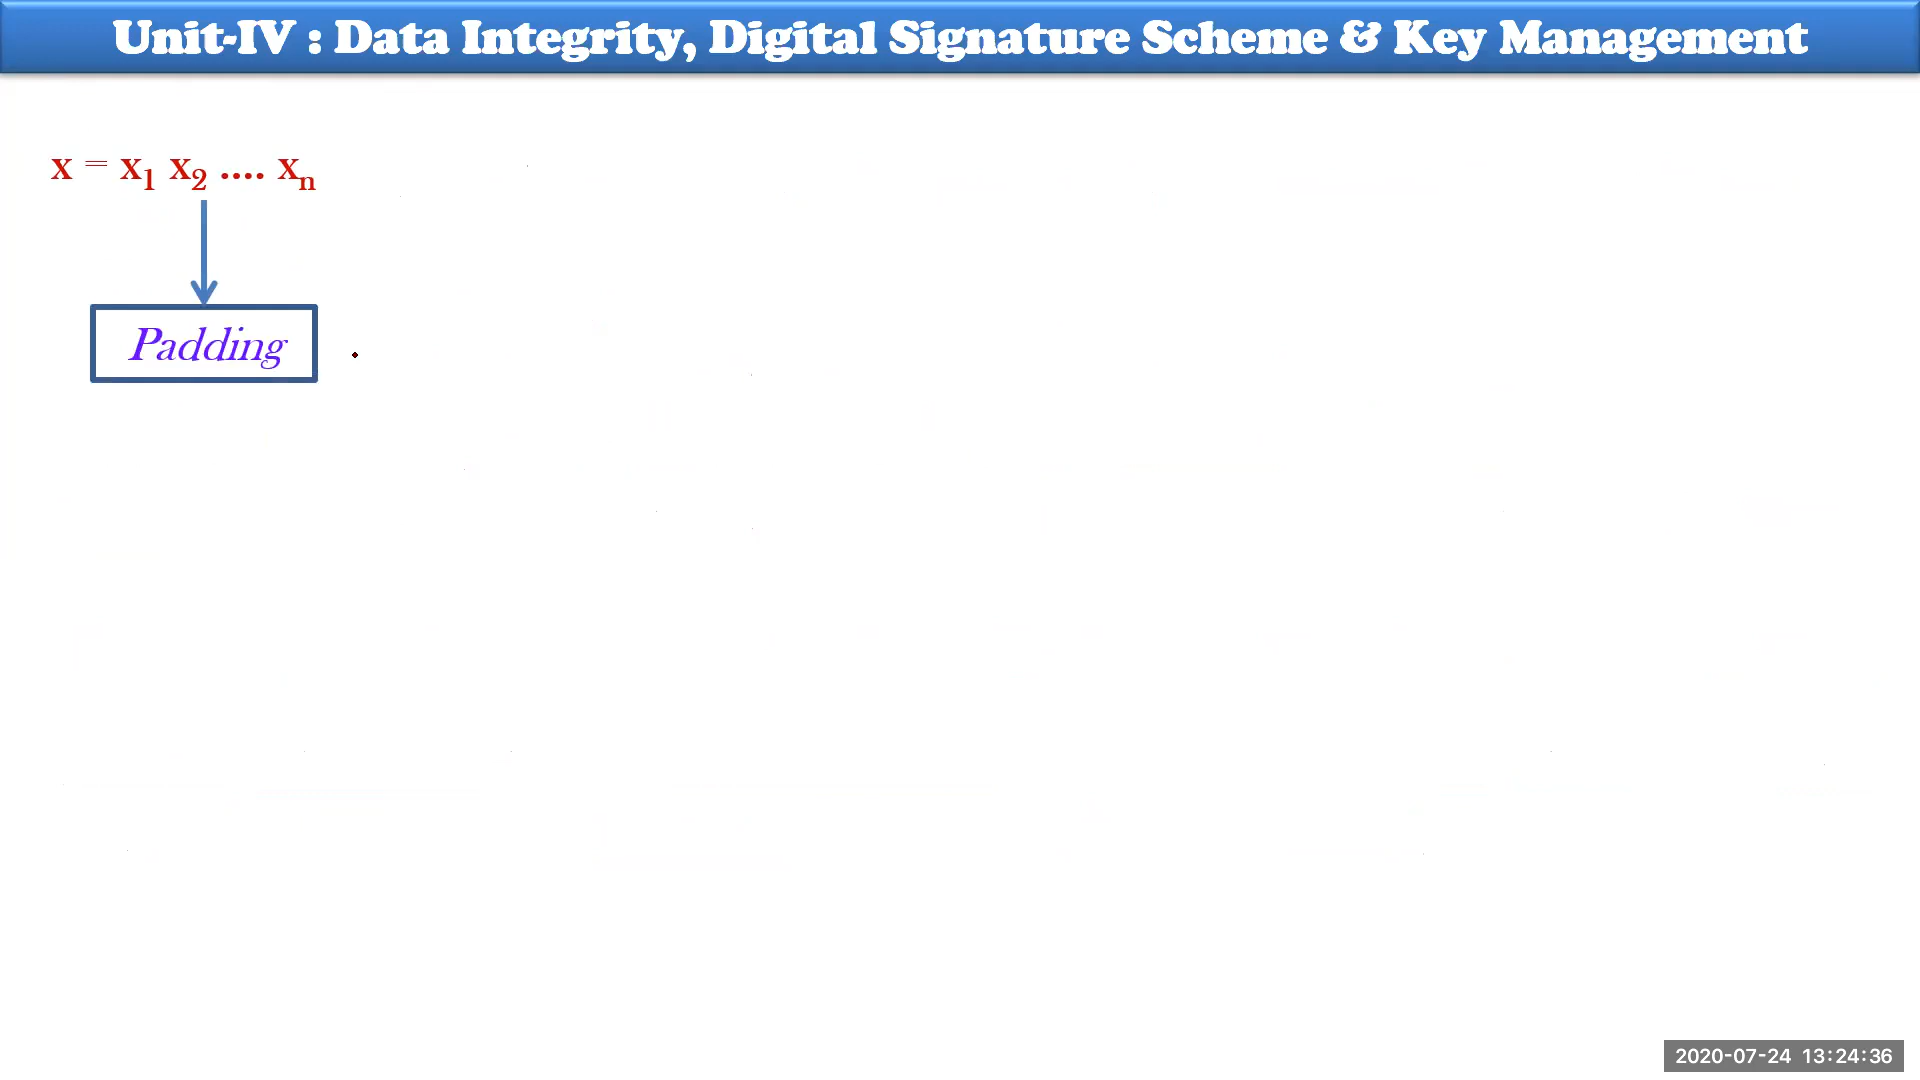 Unit-IV : Data Integrity, Digital Signature Scheme & Key Management
x = x₁ x₂ .... xₙ
Padding
2020-07-24 13:24:36